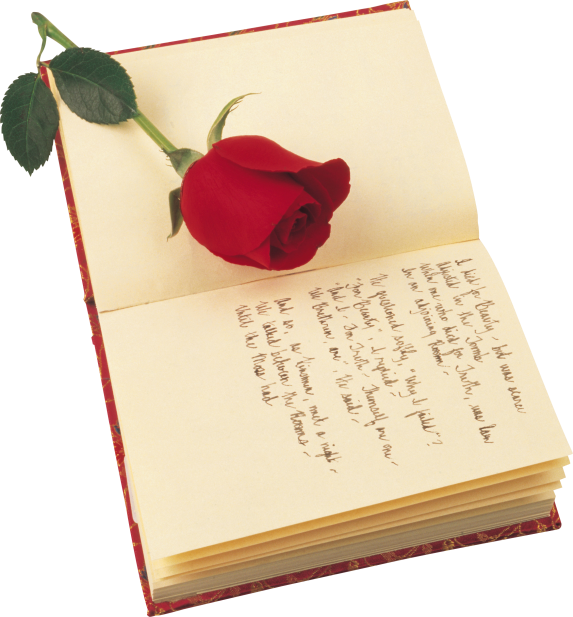 I died for Beauty, but was scarce
Adjusted in the Tomb
When one who died for Truth, was lain
In an adjoining Room -
He questioned softly, "Why I failed"?
"For Beauty", I replied -
"And I - For Truth - Themself are One -
We Brethren, are", He said -
And so, as Kinsmen, met a Night -
We talked between the Rooms -
Until the Moss had